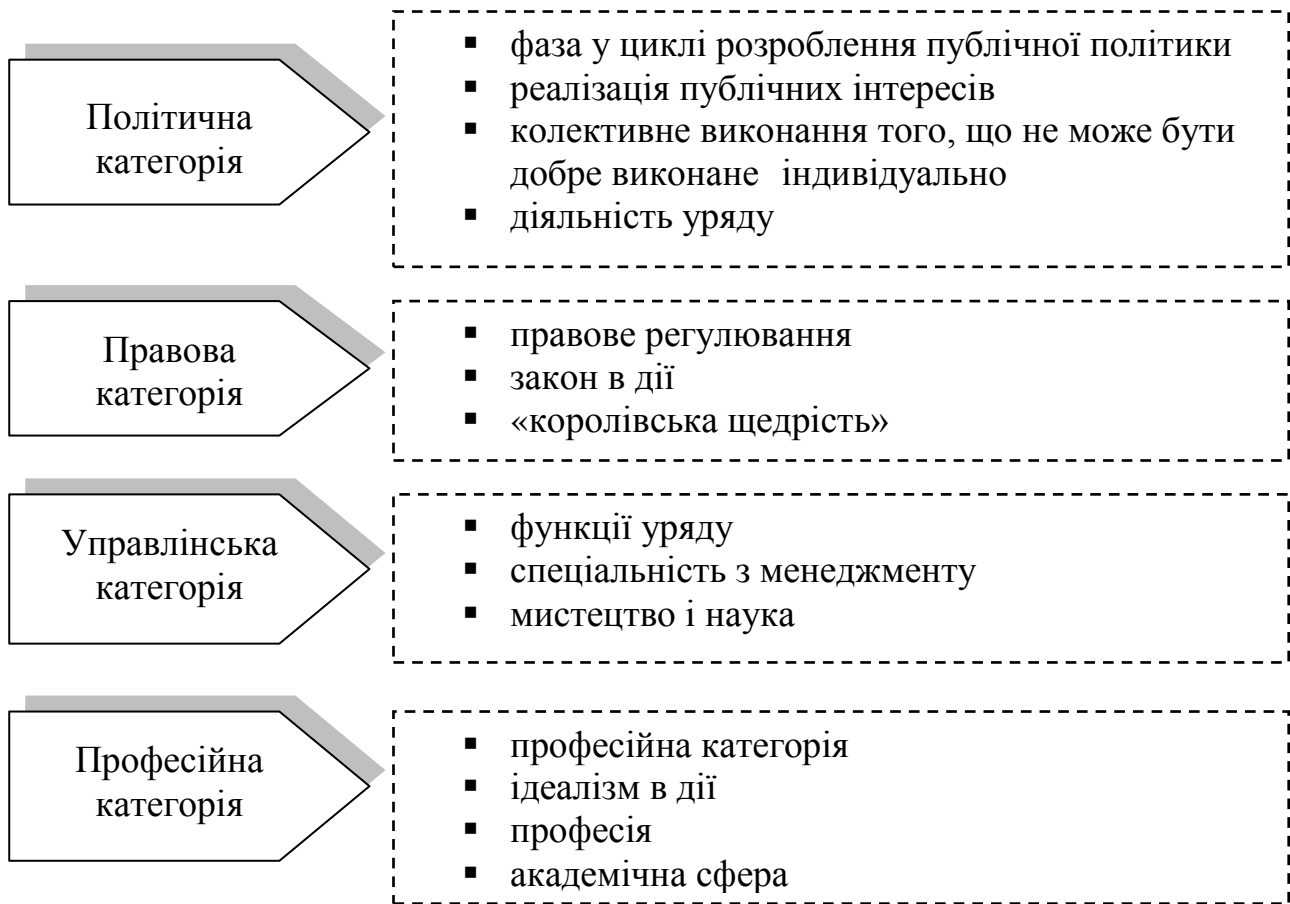 Політична
категорія
▪ фаза у циклі розроблення публічної політики
▪ реалізація публічних інтересів
▪ колективне виконання того, що не може бути
добре виконане індивідуально
▪ діяльність уряду
Правова
категорія
▪ правове регулювання
▪ закон в дії
▪ «королівська щедрість»
Управлінська
категорія
▪ функції уряду
▪ спеціальність з менеджменту
▪ мистецтво і наука
Професійна
категорія
▪ професійна категорія
▪ ідеалізм в дії
▪ професія
▪ академічна сфера